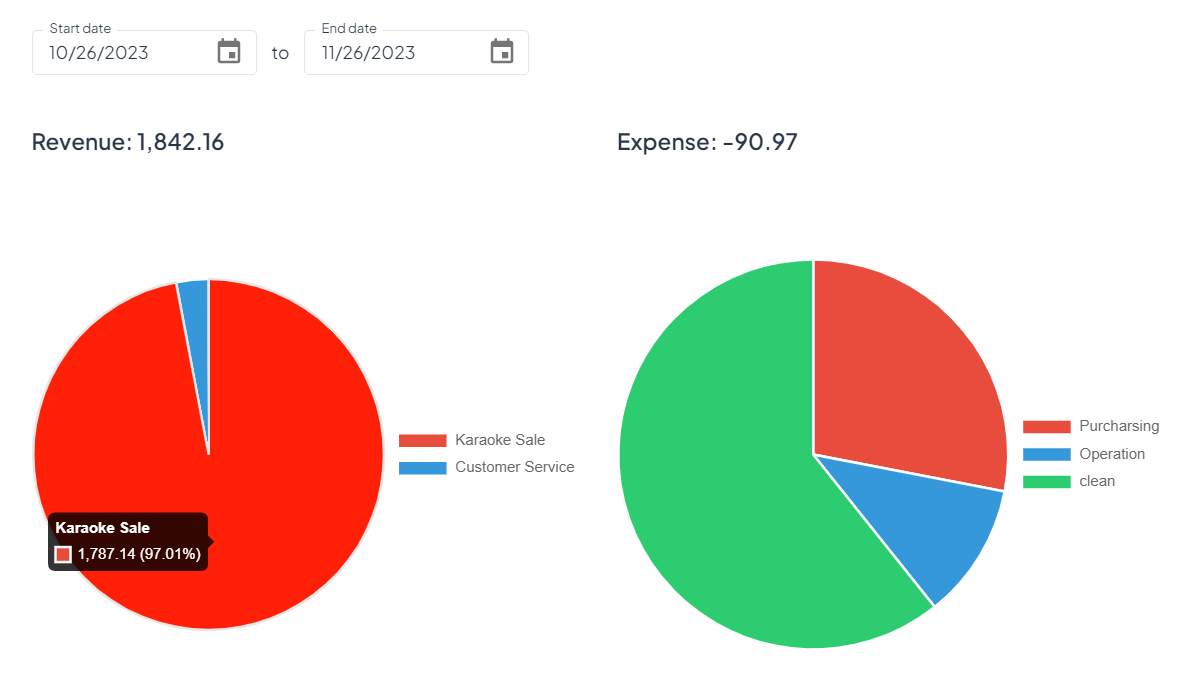 Start date
10/26/2023
to
End date
11/26/2023
Revenue: 1,842.16
Expense: -90.97
Karaoke Sale
Customer Service
Karaoke Sale
1,787.14 (97.01%)
Purcharsing
Operation
clean